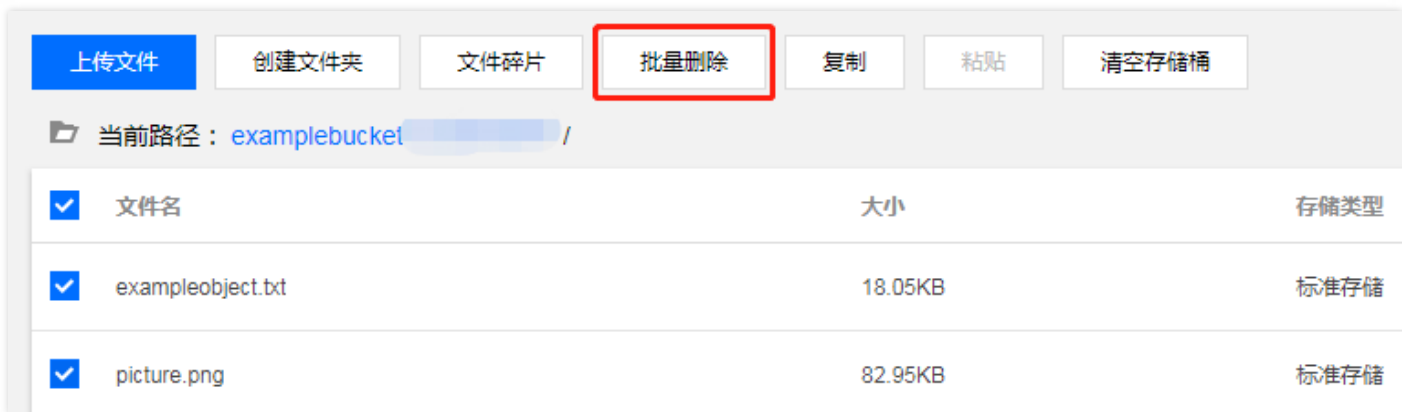 上传文件 创建文件夹 文件碎片 批量删除 复制 粘贴 清空存储桶
当前路径： examplebucket /
文件名 大小 存储类型
exampleobject.txt 18.05KB 标准存储
picture.png 82.95KB 标准存储